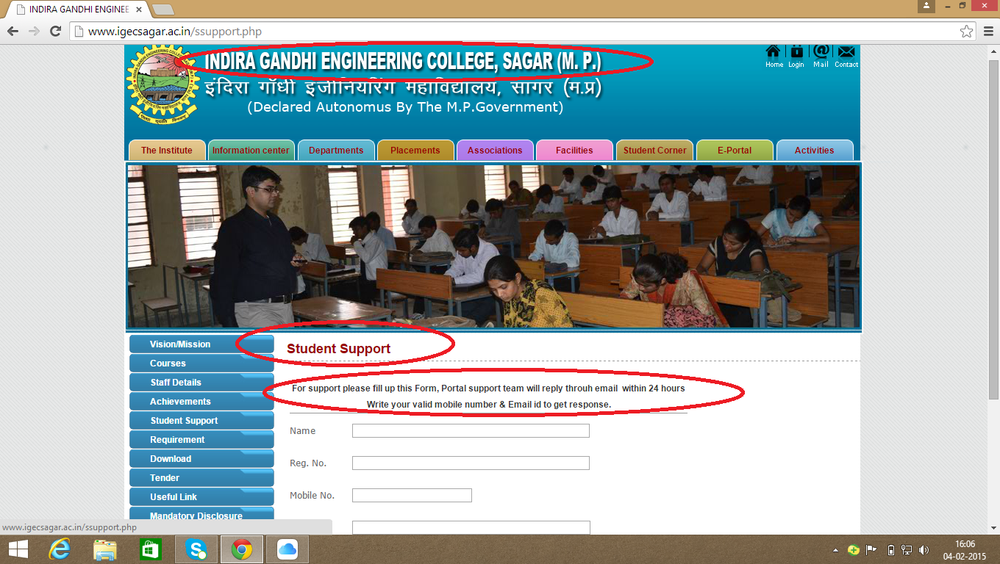 INDIRA GANDHI ENGINEE
www.igecsagar.ac.in/ssupport.php
INDIRA GANDHI ENGINEERING COLLEGE, SAGAR (M. P.)
इंदिरा गाँधी इंजीनियरिंग महाविद्यालय, सागर (म.प्र)
(Declared Autonomus By The M.P.Government)
Home Login Mail Contact
The Institute Information center Departments Placements Associations Facilities Student Corner E-Portal Activities
Vision/Mission
Courses
Staff Details
Achievements
Student Support
Requirement
Download
Tender
Useful Link
Mandatory Disclosure
Student Support
For support please fill up this Form, Portal support team will reply throuh email within 24 hours
Write your valid mobile number & Email id to get response.
Name
Reg. No.
Mobile No.
www.igecsagar.ac.in/ssupport.php
16:06
04-02-2015